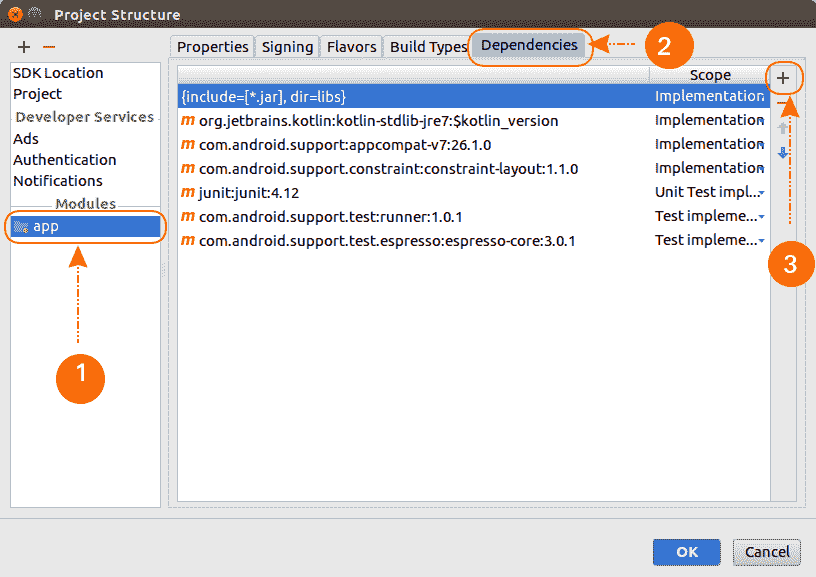 Project Structure
Properties Signing Flavors Build Types Dependencies
2
SDK Location
Project
Developer Services
Ads
Authentication
Notifications
Modules
app
1
Scope
{include=[*.jar], dir=libs} Implementation
org.jetbrains.kotlin:kotlin-stdlib-jre7:$kotlin_version Implementation
com.android.support:appcompat-v7:26.1.0 Implementation
com.android.support.constraint:constraint-layout:1.1.0 Implementation
junit:junit:4.12 Unit Test impl...
com.android.support.test:runner:1.0.1 Test impleme...
com.android.support.test.espresso:espresso-core:3.0.1 Test impleme...
3
OK Cancel